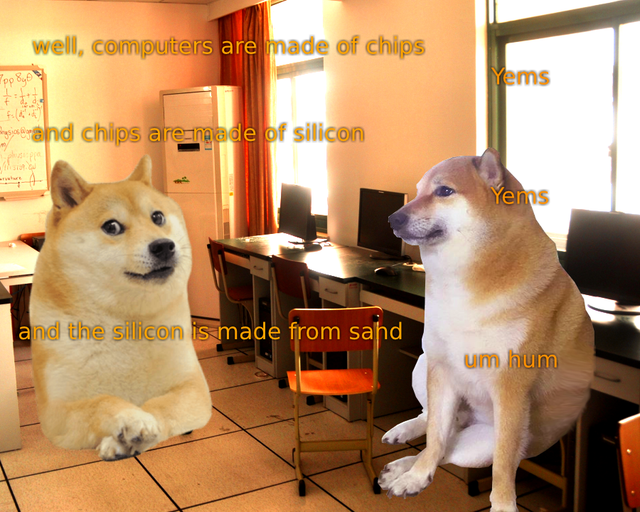 well, computers are made of chips
Yems
and chips are made of silicon
Yems
and the silicon is made from sand
um hum